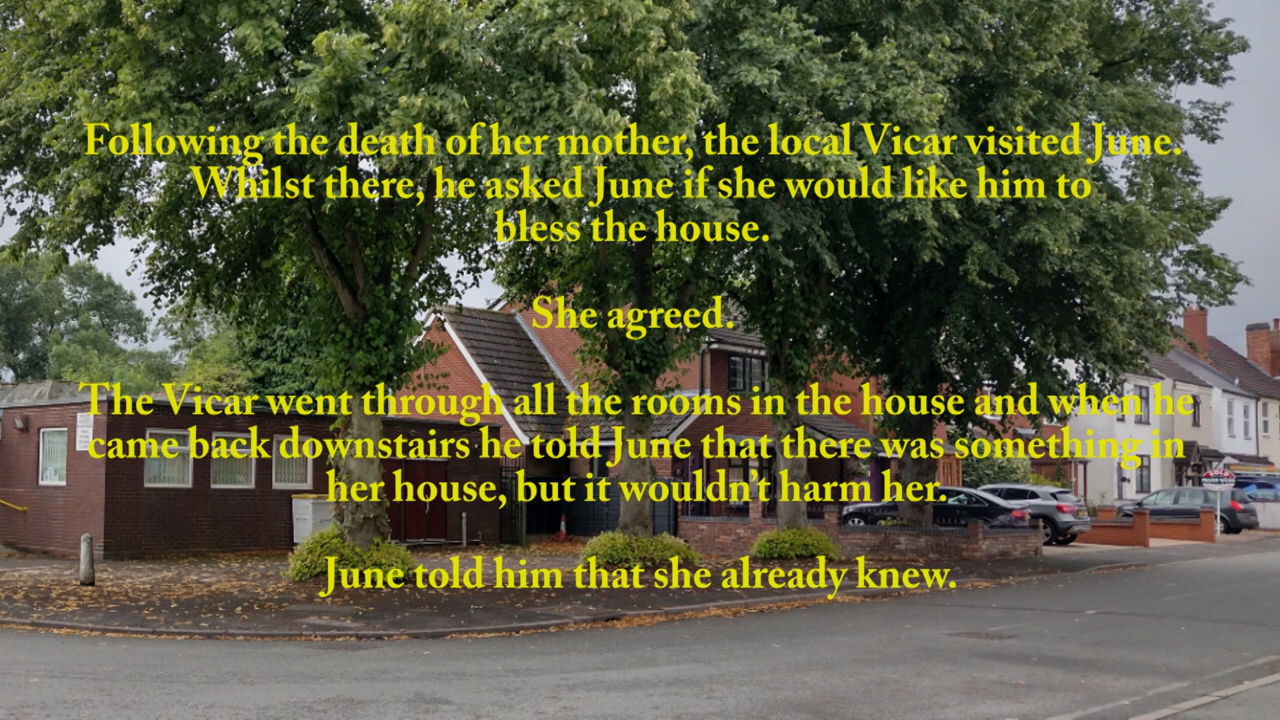 Following the death of her mother, the local Vicar visited June.
Whilst there, he asked June if she would like him to
bless the house.
She agreed.
The Vicar went through all the rooms in the house and when he
came back downstairs he told June that there was something in
her house, but it wouldn't harm her.
June told him that she already knew.